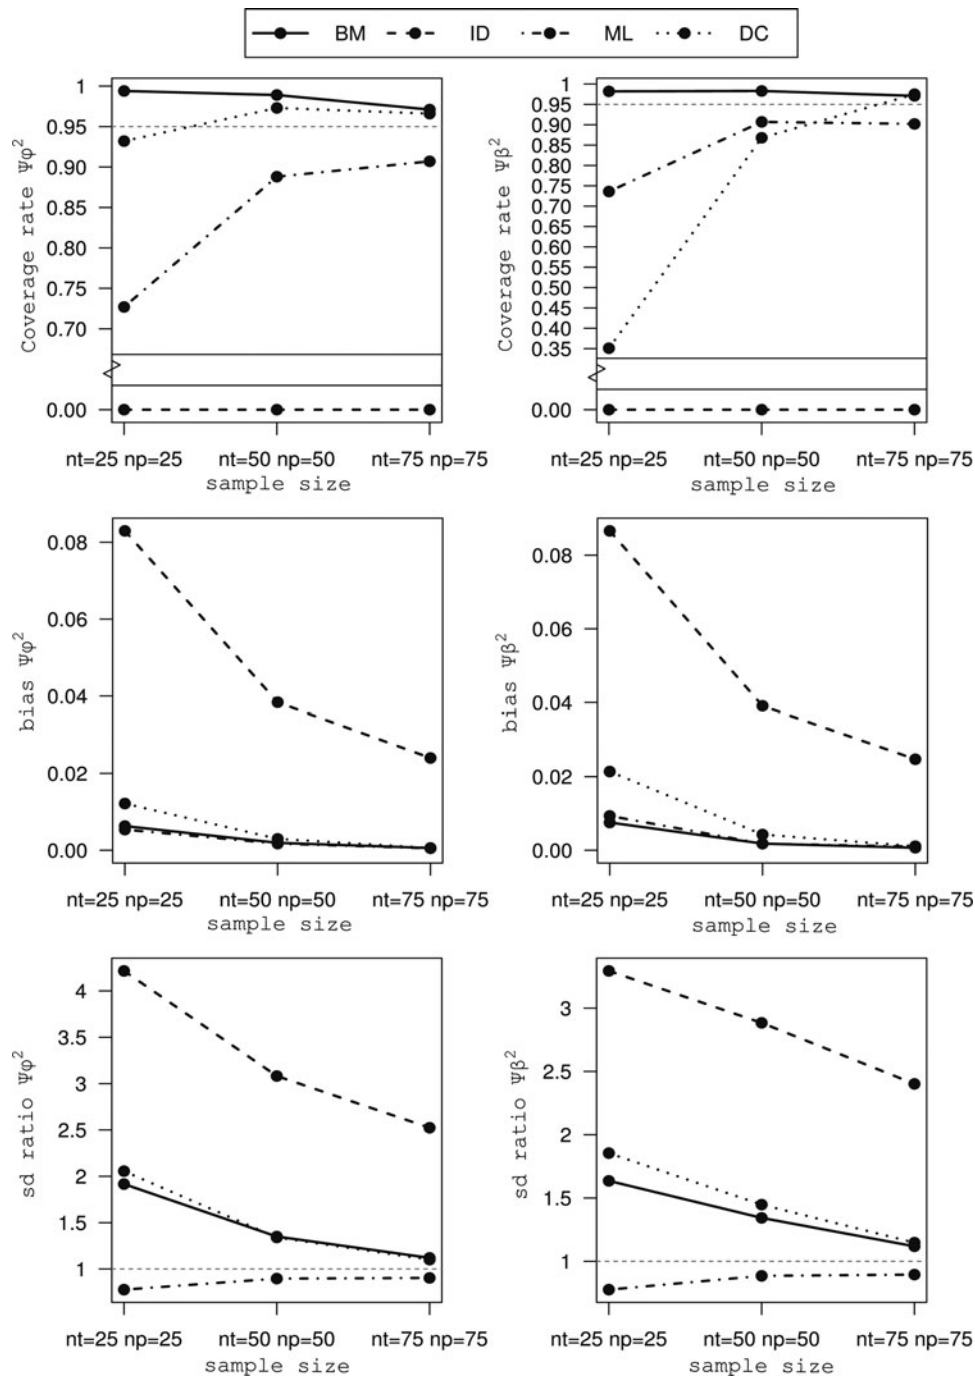 BM ID ML DC
Coverage rate Ψφ²
1
0.95
0.90
0.85
0.80
0.75
0.70
0.00
nt=25 np=25 nt=50 np=50 nt=75 np=75
sample size
Coverage rate Ψβ²
1
0.95
0.90
0.85
0.80
0.75
0.70
0.65
0.60
0.55
0.50
0.45
0.40
0.35
0.00
nt=25 np=25 nt=50 np=50 nt=75 np=75
sample size
bias Ψφ²
0.08
0.06
0.04
0.02
0.00
nt=25 np=25 nt=50 np=50 nt=75 np=75
sample size
bias Ψβ²
0.08
0.06
0.04
0.02
0.00
nt=25 np=25 nt=50 np=50 nt=75 np=75
sample size
sd ratio Ψφ²
4
3.5
3
2.5
2
1.5
1
nt=25 np=25 nt=50 np=50 nt=75 np=75
sample size
sd ratio Ψβ²
3
2.5
2
1.5
1
nt=25 np=25 nt=50 np=50 nt=75 np=75
sample size